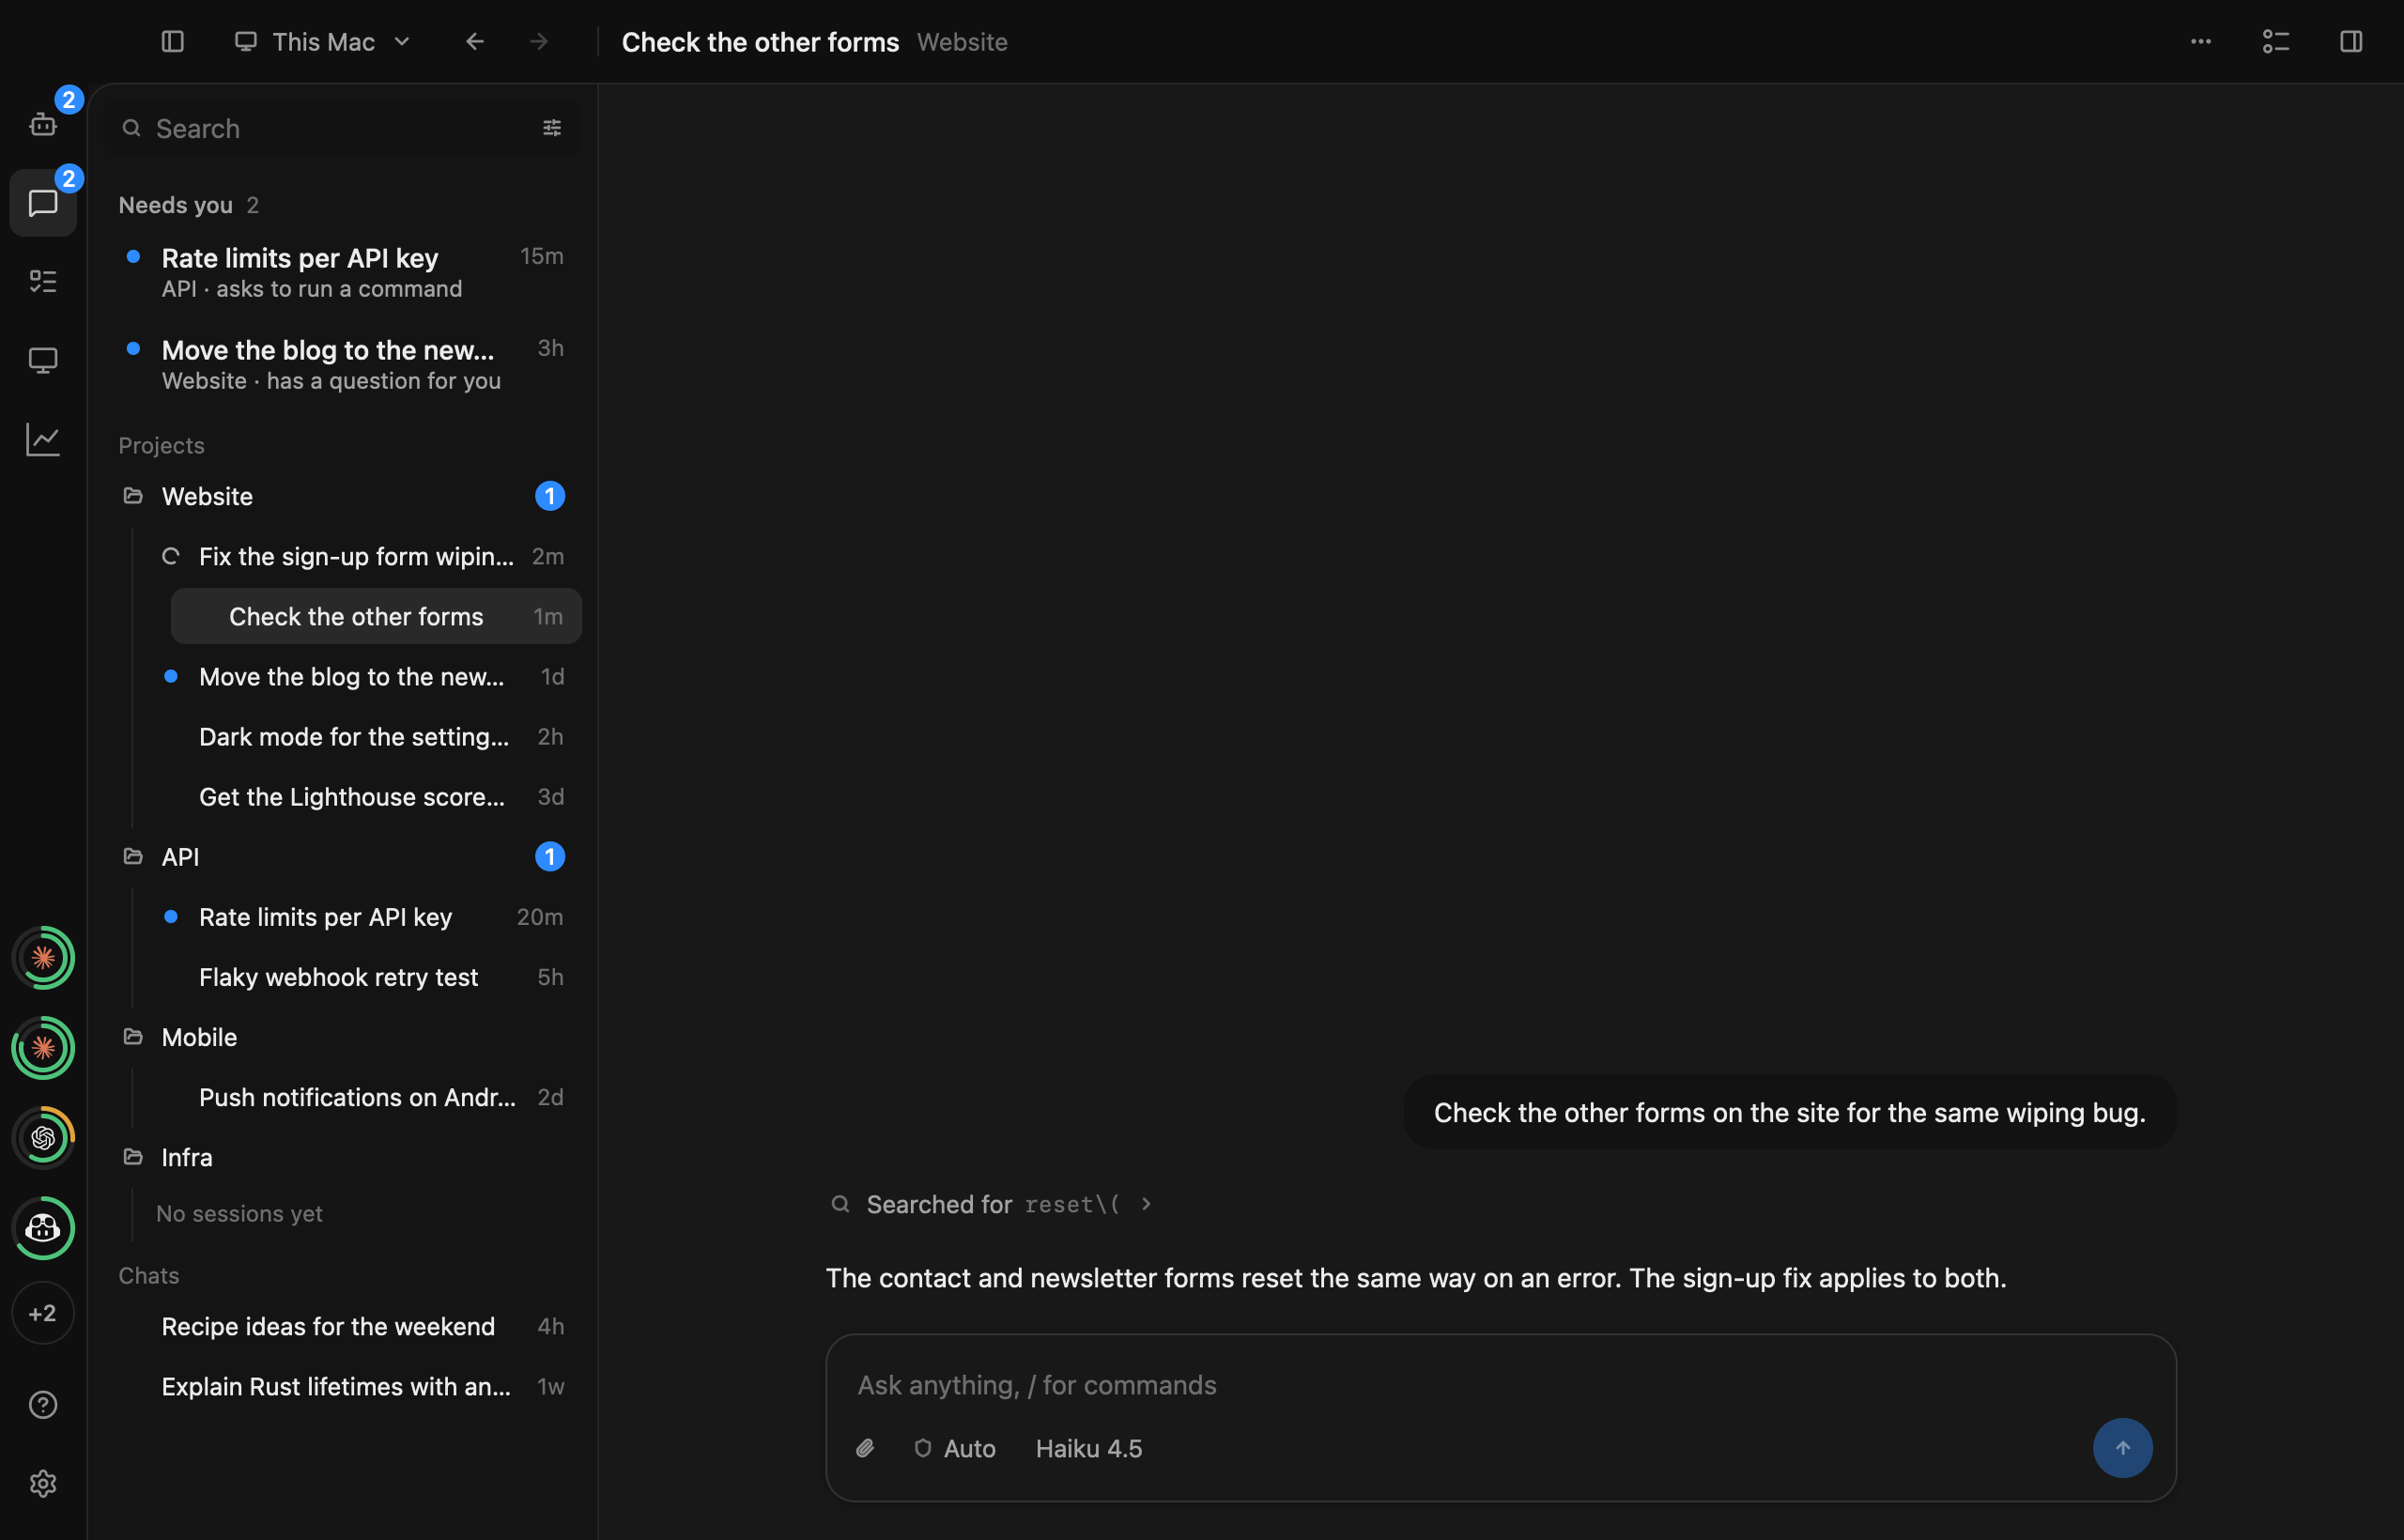 This Mac
Check the other forms Website
2
2
Search
Needs you 2
Rate limits per API key 15m
API · asks to run a command
Move the blog to the new... 3h
Website · has a question for you
Projects
Website 1
Fix the sign-up form wipin... 2m
Check the other forms 1m
Move the blog to the new... 1d
Dark mode for the setting... 2h
Get the Lighthouse score... 3d
API 1
Rate limits per API key 20m
Flaky webhook retry test 5h
Mobile
Push notifications on Andr... 2d
Infra
No sessions yet
Chats
Recipe ideas for the weekend 4h
Explain Rust lifetimes with an... 1w
+2
Check the other forms on the site for the same wiping bug.
Searched for reset\(
The contact and newsletter forms reset the same way on an error. The sign-up fix applies to both.
Ask anything, / for commands
Auto Haiku 4.5